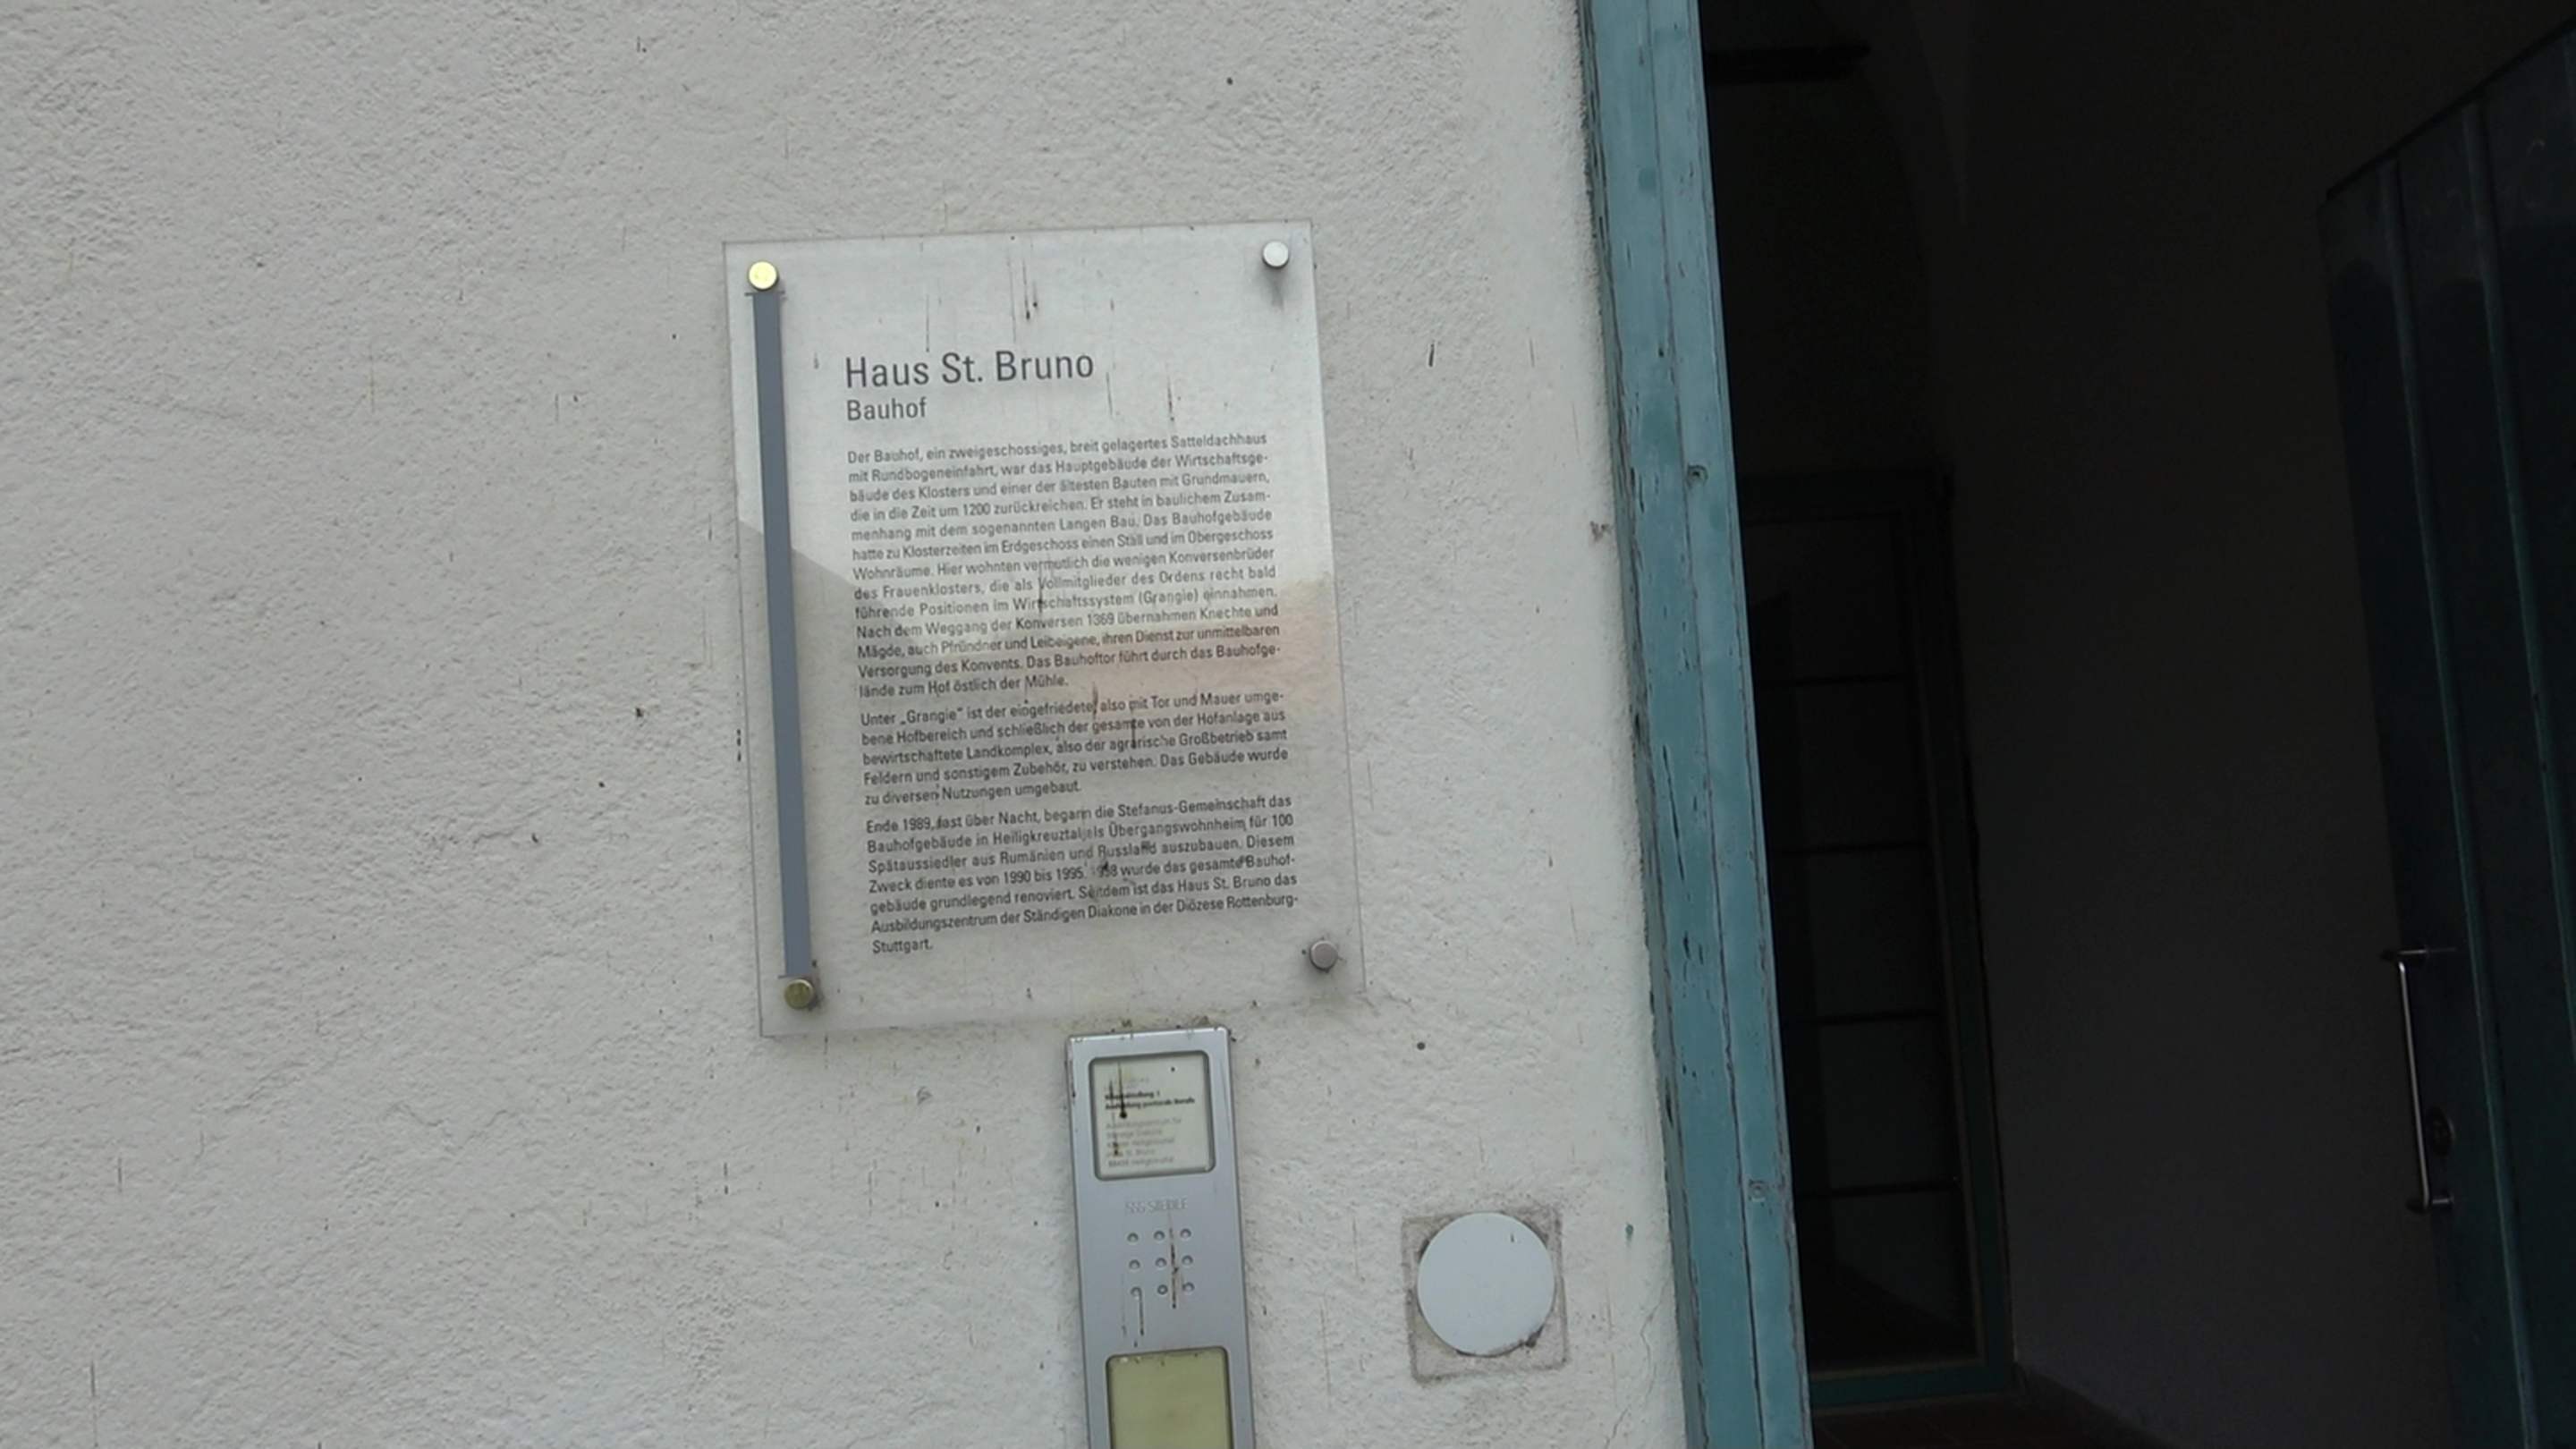 Haus St. Bruno
Bauhof
Der Bauhof, ein zweigeschossiges, breit gelagertes Satteldachhaus
mit Rundbogeneinfahrt, war das Hauptgebäude der Wirtschaftsge-
bäude des Klosters und einer der ältesten Bauten mit Grundmauern,
die in die Zeit um 1200 zurückreichen. Er steht in baulichem Zusam-
menhang mit dem sogenannten Langen Bau. Das Bauhofgebäude
hatte zu Klosterzeiten im Erdgeschoss einen Stall und im Obergeschoss
Wohnräume. Hier wohnten vermutlich die wenigen Konversenbrüder
des Frauenklosters, die als Vollmitglieder des Ordens recht bald
führende Positionen im Wirtschaftssystem (Grangie) einnahmen.
Nach dem Weggang der Konversen 1369 übernahmen Knechte und
Mägde, auch Pfründner und Leibeigene, ihren Dienst zur unmittelbaren
Versorgung des Konvents. Das Bauhoftor führt durch das Bauhofge-
lände zum Hof östlich der Mühle.
Unter „Grangie“ ist der eingefriedete, also mit Tor und Mauer umge-
bene Hofbereich und schließlich der gesamte von der Hofanlage aus
bewirtschaftete Landkomplex, also der agrarische Großbetrieb samt
Feldern und sonstigem Zubehör, zu verstehen. Das Gebäude wurde
zu diversen Nutzungen umgebaut.
Ende 1989, fast über Nacht, begann die Stefanus-Gemeinschaft das
Bauhofgebäude in Heiligkreuztal als Übergangswohnheim für 100
Spätaussiedler aus Rumänien und Russland auszubauen. Diesem
Zweck diente es von 1990 bis 1995. 1998 wurde das gesamte Bauhof-
gebäude grundlegend renoviert. Seitdem ist das Haus St. Bruno das
Ausbildungszentrum der Ständigen Diakone in der Diözese Rottenburg-
Stuttgart.
SSS SIEDLE